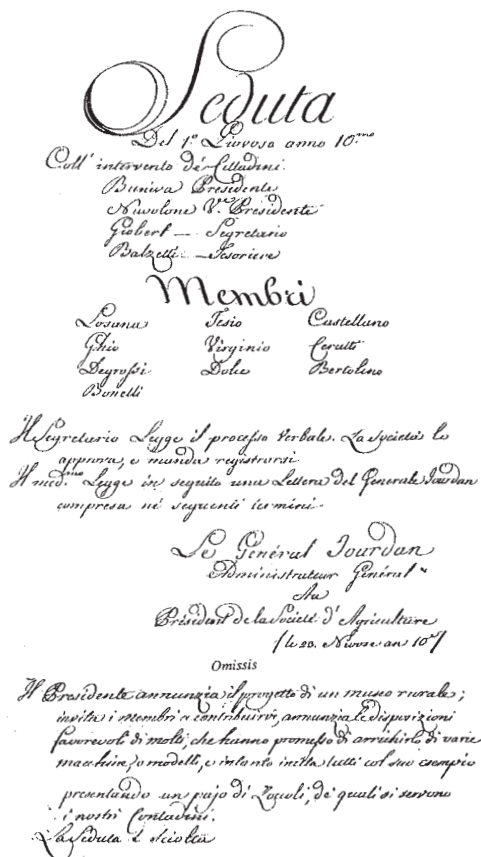 Seduta
Del 1.º Piovoso anno 10.mo
Coll' intervento de' Cittadini.
Buniva Presidente
Nuvolone V.e Presidente
Giobert — Segretario
Balzetti — Tesoriere
Membri
Losana Tesio Castellano
Ghio Virginio Cerutti
Degrossi Dolce Bertolino
Bonelli
Il Segretario Legge il processo Verbale. La Società lo
approva, e manda registrarsi
Il med.imo Legge in seguito una Lettera del Generale Jourdan
compresa ne' seguenti termini.
Le Général Jourdan
Administrateur Général
Au
Président de la Société d'Agriculture
le 23. Nivose an 10
Omissis
Il Presidente annunzia il progetto di un museo rurale;
invita i membri a contribuirvi, annunzia le disposizioni
favorevoli di molti, che hanno promesso di arrichirlo di varie
macchine, o modelli, e intanto incita tutti col suo esempio
presentando un pajo di Zoccoli, de' quali si servono
i nostri Contadini.
La Seduta è sciolta